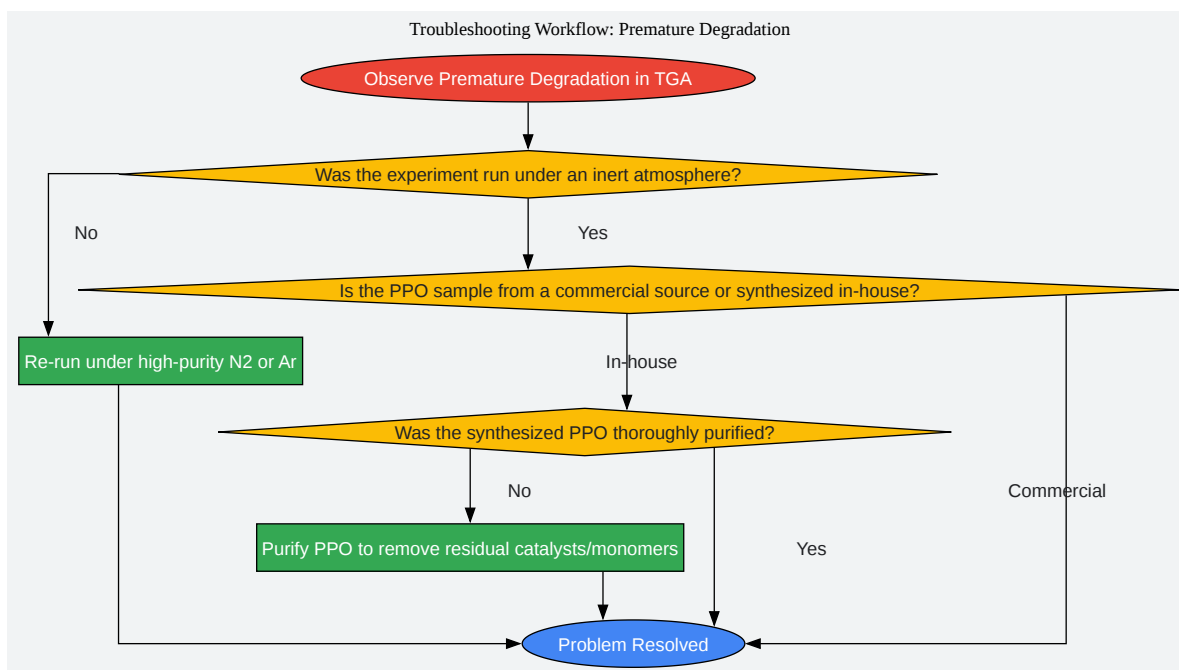 Troubleshooting Workflow: Premature Degradation
Observe Premature Degradation in TGA
Was the experiment run under an inert atmosphere?
No
Yes
Is the PPO sample from a commercial source or synthesized in-house?
Re-run under high-purity N2 or Ar
In-house
Was the synthesized PPO thoroughly purified?
No
Commercial
Purify PPO to remove residual catalysts/monomers
Yes
Problem Resolved